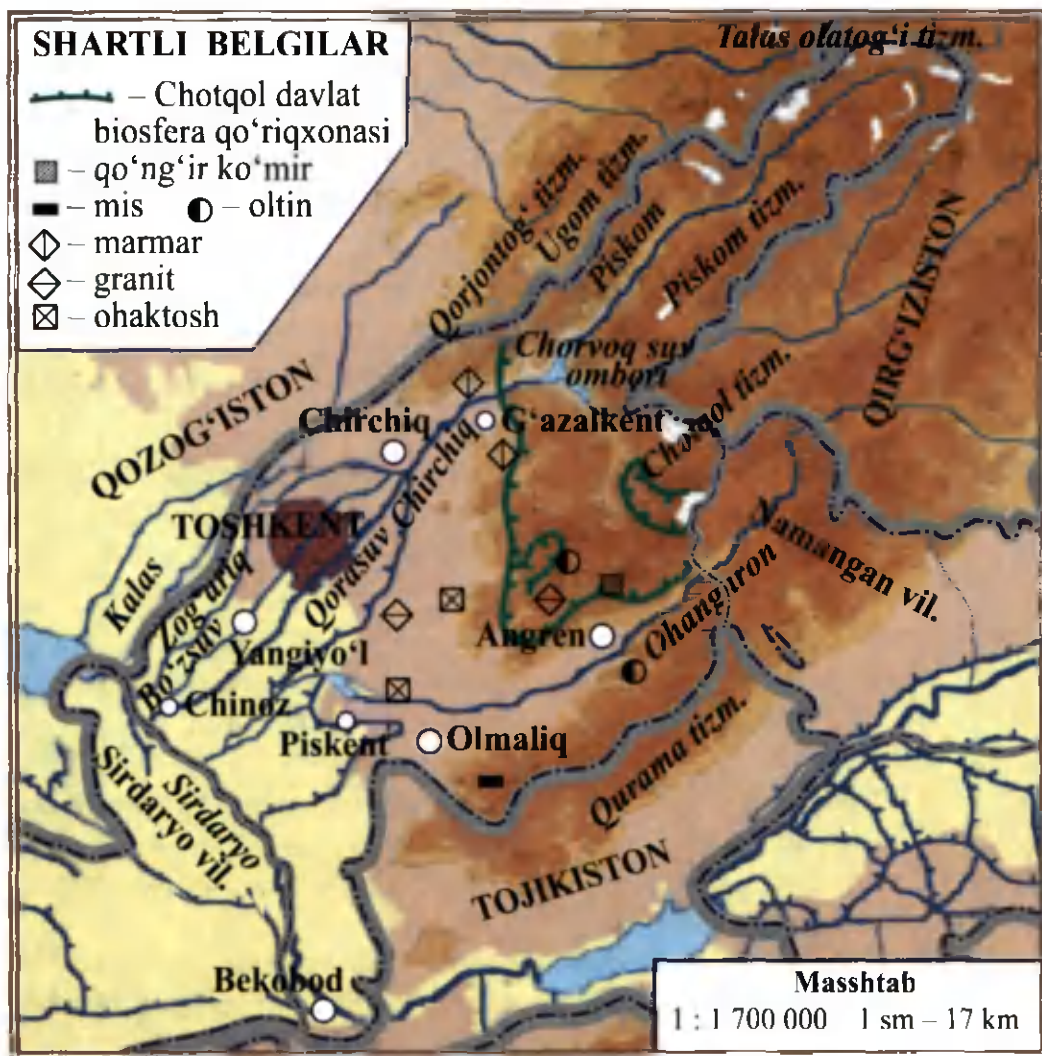 SHARTLI BELGILAR
– Chotqol davlat
biosfera qo‘riqxonasi
– qo‘ng‘ir ko‘mir
– mis – oltin
– marmar
– granit
– ohaktosh
Talas olatog‘i tizm.
Qorjontog‘ tizm.
Ugom tizm.
Piskom
Piskom tizm.
QIRG‘IZISTON
Chorvoq suv
ombori
QOZOG‘ISTON
Chirchiq
G‘azalkent
Chotqol tizm.
TOSHKENT
Kalas
Zog‘ariq
Bo‘zsuv
Qorasuv
Chirchiq
Namangan vil.
Yangiyo‘l
Angren
Ohanguron
Chinoz
Piskent
Olmaliq
Qurama tizm.
Sirdaryo
Sirdaryo
vil.
TOJIKISTON
Bekobod
Masshtab
1 : 1 700 000 1 sm – 17 km